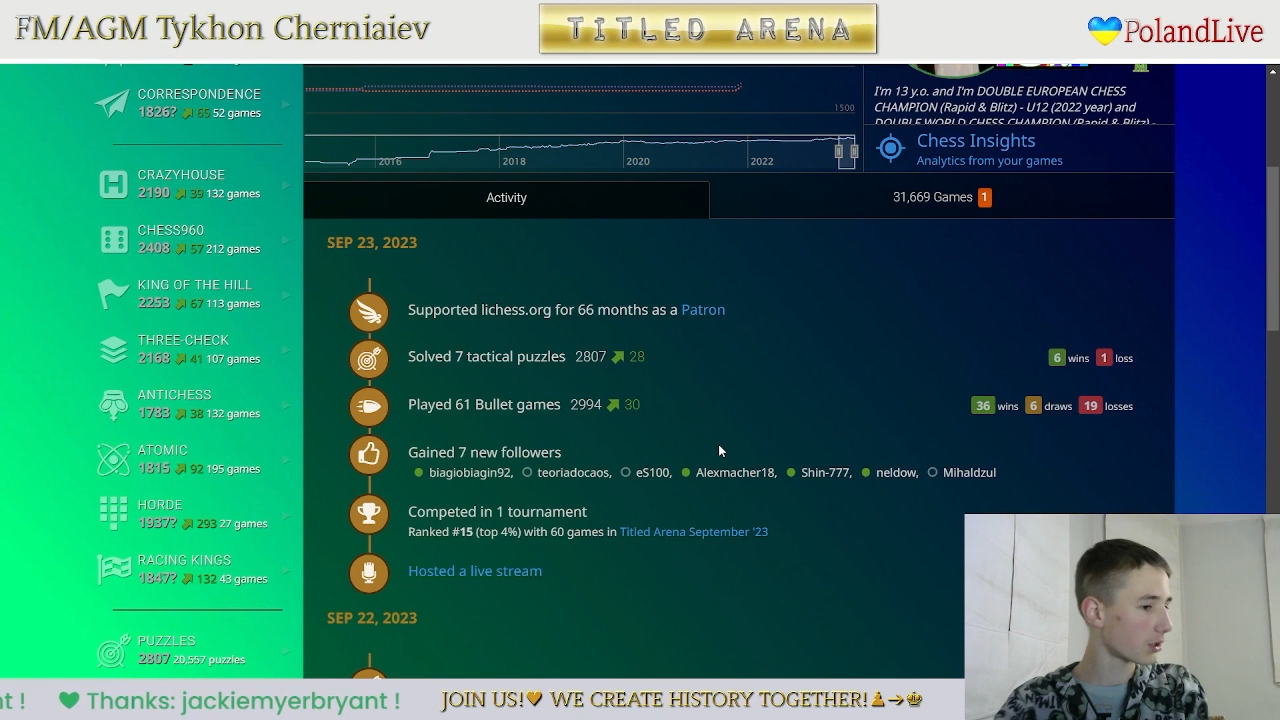 FM/AGM Tykhon Cherniaiev
TITLED ARENA
PolandLive
CORRESPONDENCE
1826? 65 52 games
CRAZYHOUSE
2190 39 132 games
CHESS960
2408 57 212 games
KING OF THE HILL
2253 67 113 games
THREE-CHECK
2168 41 107 games
ANTICHESS
1783 38 132 games
ATOMIC
1815 92 195 games
HORDE
1937? 293 27 games
RACING KINGS
1847? 132 43 games
PUZZLES
2807 20,557 puzzles
1500
2016 2018 2020 2022
I'm 13 y.o. and I'm DOUBLE EUROPEAN CHESS
CHAMPION (Rapid & Blitz) - U12 (2022 year) and
DOUBLE WORLD CHESS CHAMPION (Rapid & Blitz) -
Chess Insights
Analytics from your games
Activity
31,669 Games 1
SEP 23, 2023
Supported lichess.org for 66 months as a Patron
Solved 7 tactical puzzles 2807 28 6 wins 1 loss
Played 61 Bullet games 2994 30 36 wins 6 draws 19 losses
Gained 7 new followers
biagiobiagin92, teoriadocaos, eS100, Alexmacher18, Shin-777, neldow, Mihaldzul
Competed in 1 tournament
Ranked #15 (top 4%) with 60 games in Titled Arena September '23
Hosted a live stream
SEP 22, 2023
! Thanks: jackiemyerbryant !
JOIN US! WE CREATE HISTORY TOGETHER!